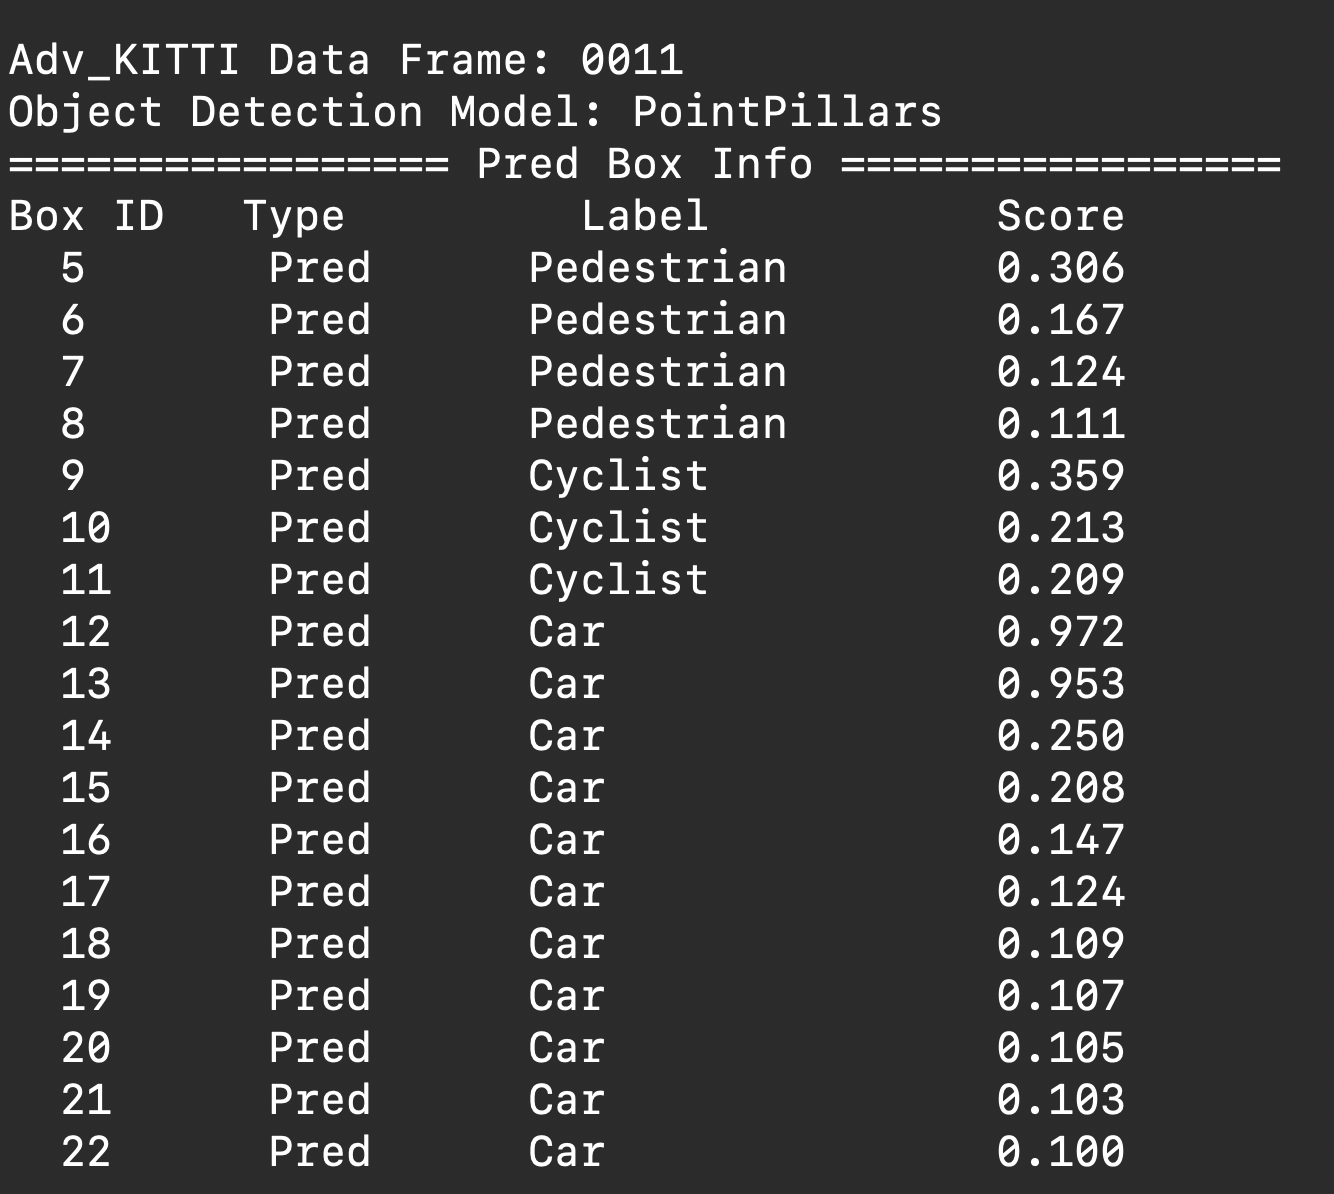 Adv_KITTI Data Frame: 0011
Object Detection Model: PointPillars
================= Pred Box Info =================
Box ID   Type         Label           Score
  5       Pred      Pedestrian        0.306
  6       Pred      Pedestrian        0.167
  7       Pred      Pedestrian        0.124
  8       Pred      Pedestrian        0.111
  9       Pred      Cyclist           0.359
  10      Pred      Cyclist           0.213
  11      Pred      Cyclist           0.209
  12      Pred      Car               0.972
  13      Pred      Car               0.953
  14      Pred      Car               0.250
  15      Pred      Car               0.208
  16      Pred      Car               0.147
  17      Pred      Car               0.124
  18      Pred      Car               0.109
  19      Pred      Car               0.107
  20      Pred      Car               0.105
  21      Pred      Car               0.103
  22      Pred      Car               0.100